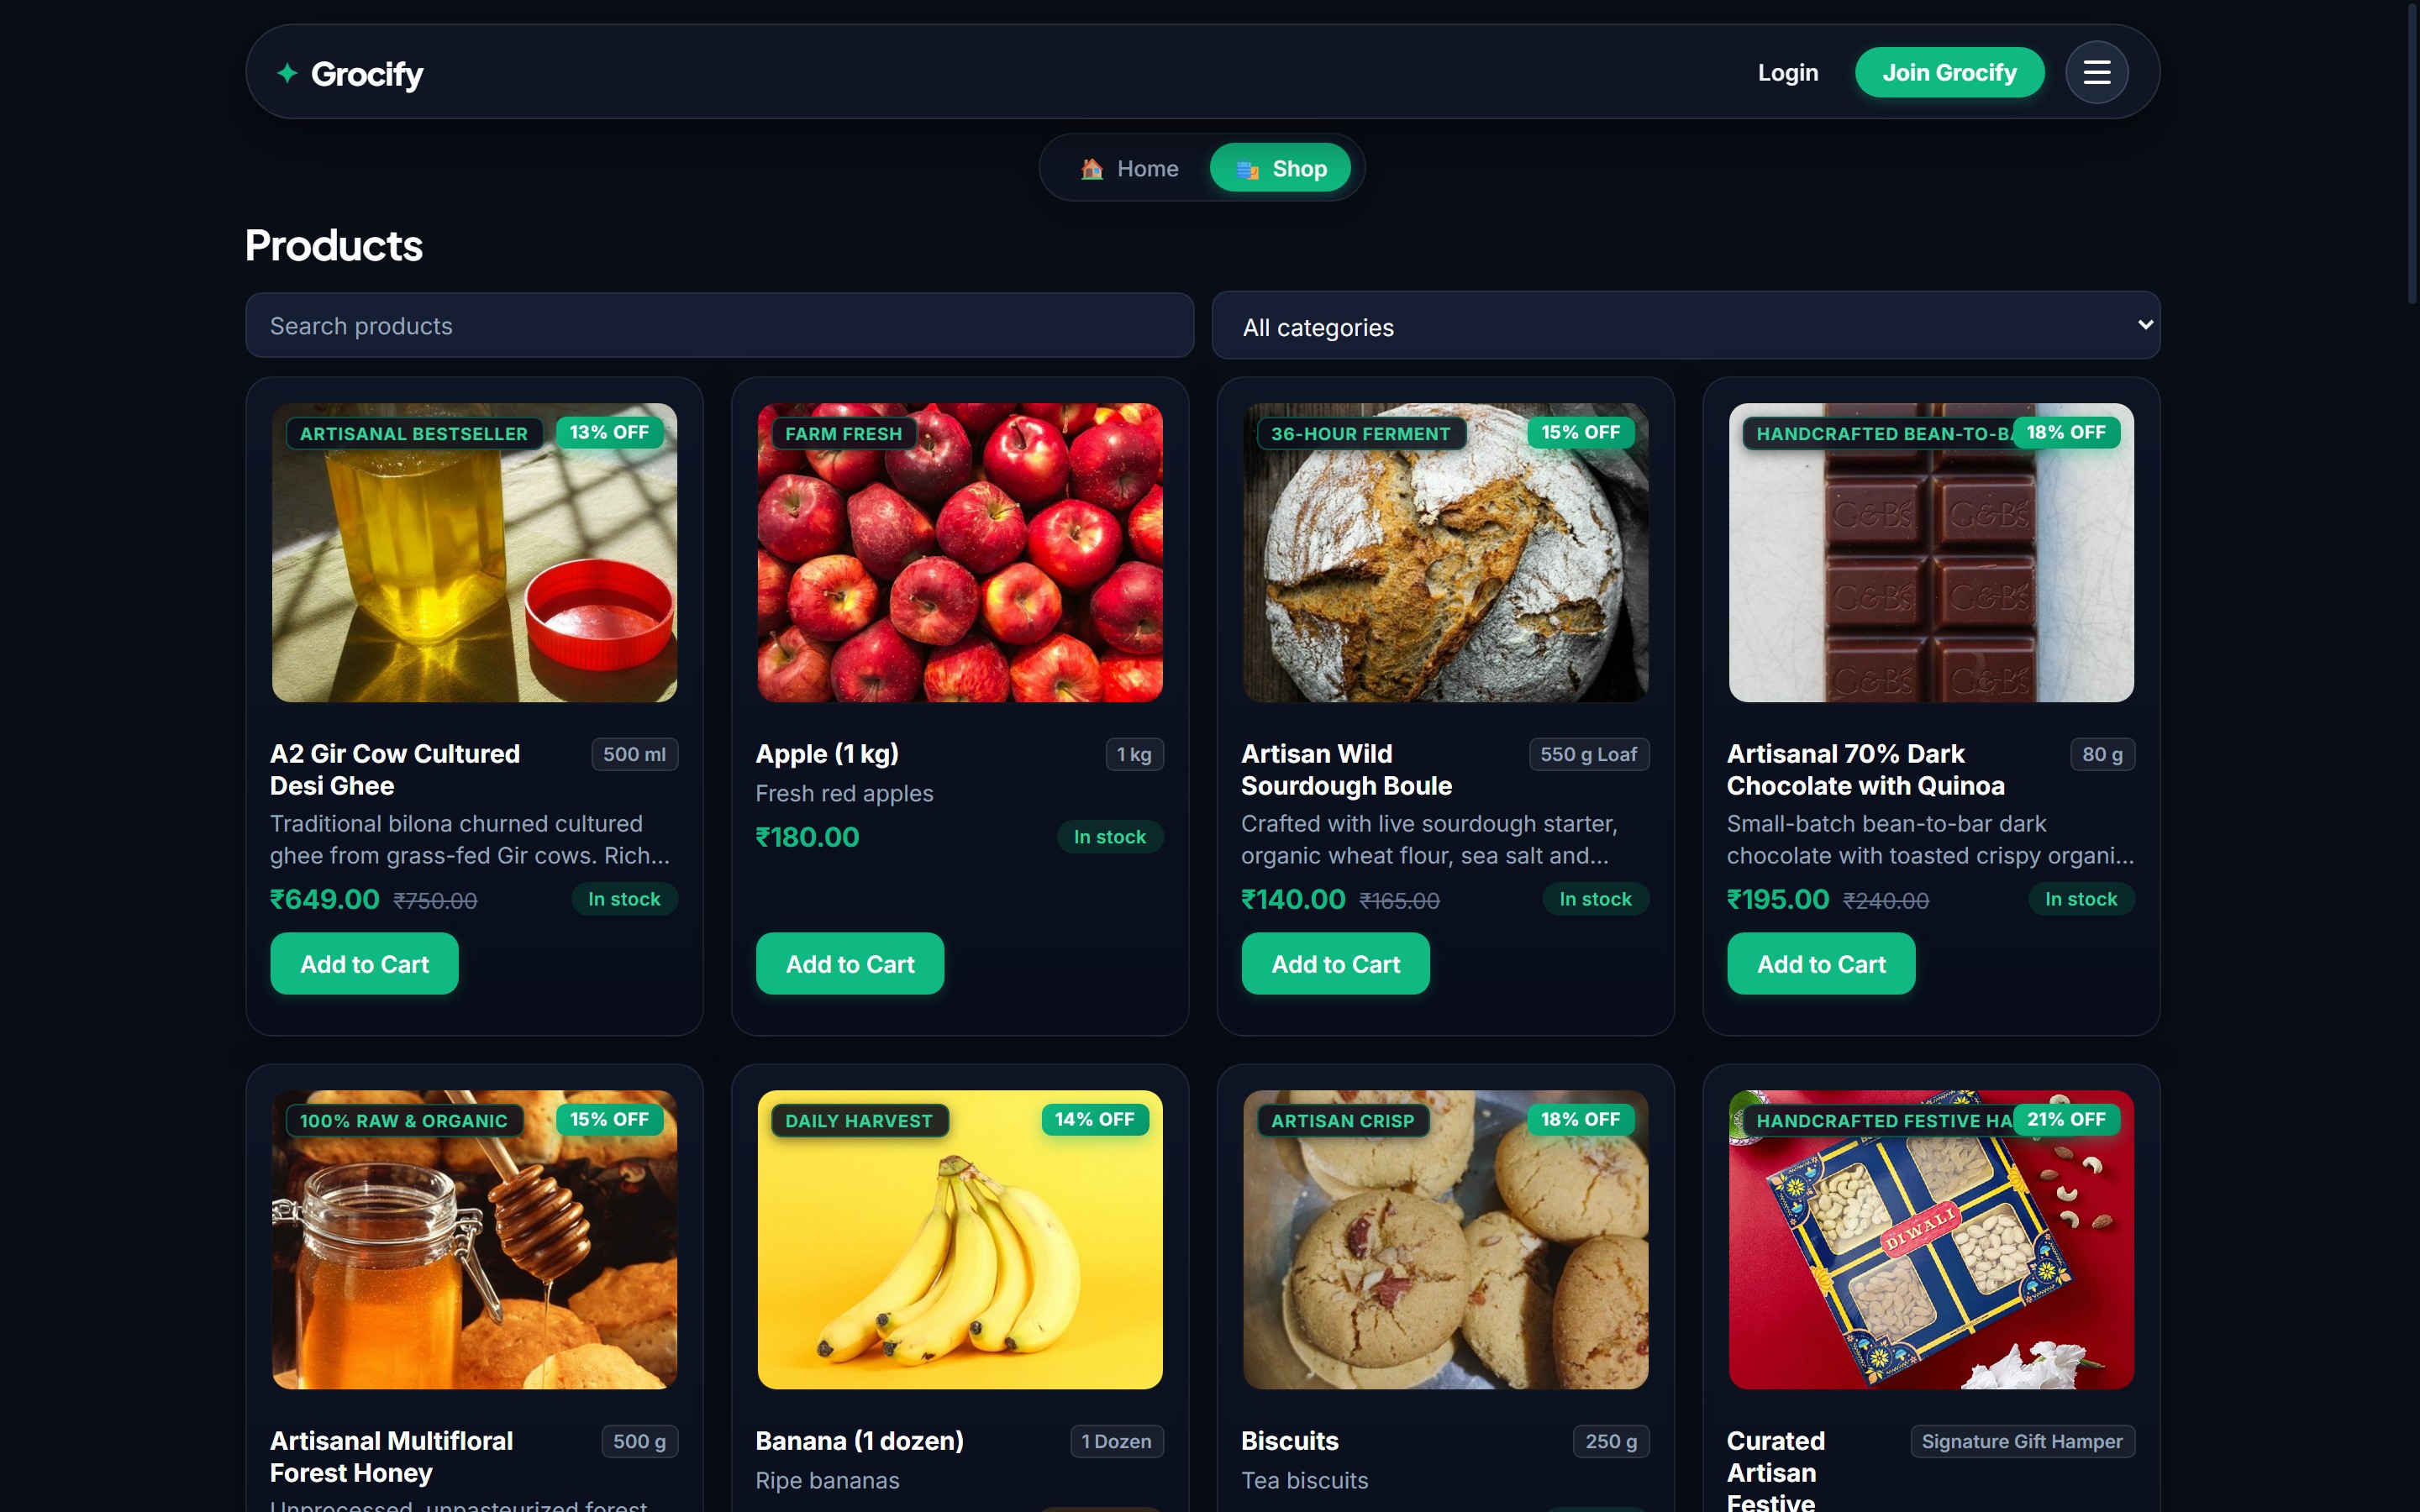 Grocify
Login
Join Grocify
Home
Shop
Products
Search products
All categories
ARTISANAL BESTSELLER
13% OFF
A2 Gir Cow Cultured
Desi Ghee
500 ml
Traditional bilona churned cultured
ghee from grass-fed Gir cows. Rich...
₹649.00 ₹750.00
In stock
Add to Cart
FARM FRESH
Apple (1 kg)
1 kg
Fresh red apples
₹180.00
In stock
Add to Cart
36-HOUR FERMENT
15% OFF
Artisan Wild
Sourdough Boule
550 g Loaf
Crafted with live sourdough starter,
organic wheat flour, sea salt and...
₹140.00 ₹165.00
In stock
Add to Cart
HANDCRAFTED BEAN-TO-
18% OFF
G&B's G&B's
G&B's G&B's
G&B's G&B's
Artisanal 70% Dark
Chocolate with Quinoa
80 g
Small-batch bean-to-bar dark
chocolate with toasted crispy organi...
₹195.00 ₹240.00
In stock
Add to Cart
100% RAW & ORGANIC
15% OFF
Artisanal Multifloral
Forest Honey
500 g
Unprocessed, unpasteurized forest
DAILY HARVEST
14% OFF
Banana (1 dozen)
1 Dozen
Ripe bananas
ARTISAN CRISP
18% OFF
Biscuits
250 g
Tea biscuits
HANDCRAFTED FESTIVE HA
21% OFF
DIWALI
Curated
Artisan
Festive
Signature Gift Hamper